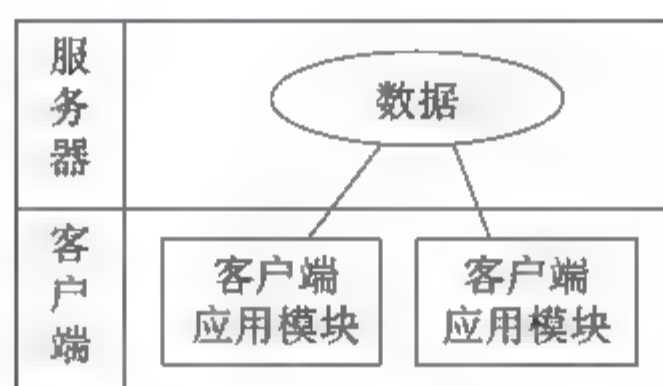 服务器
数据
客户端
客户端
应用模块
客户端
应用模块